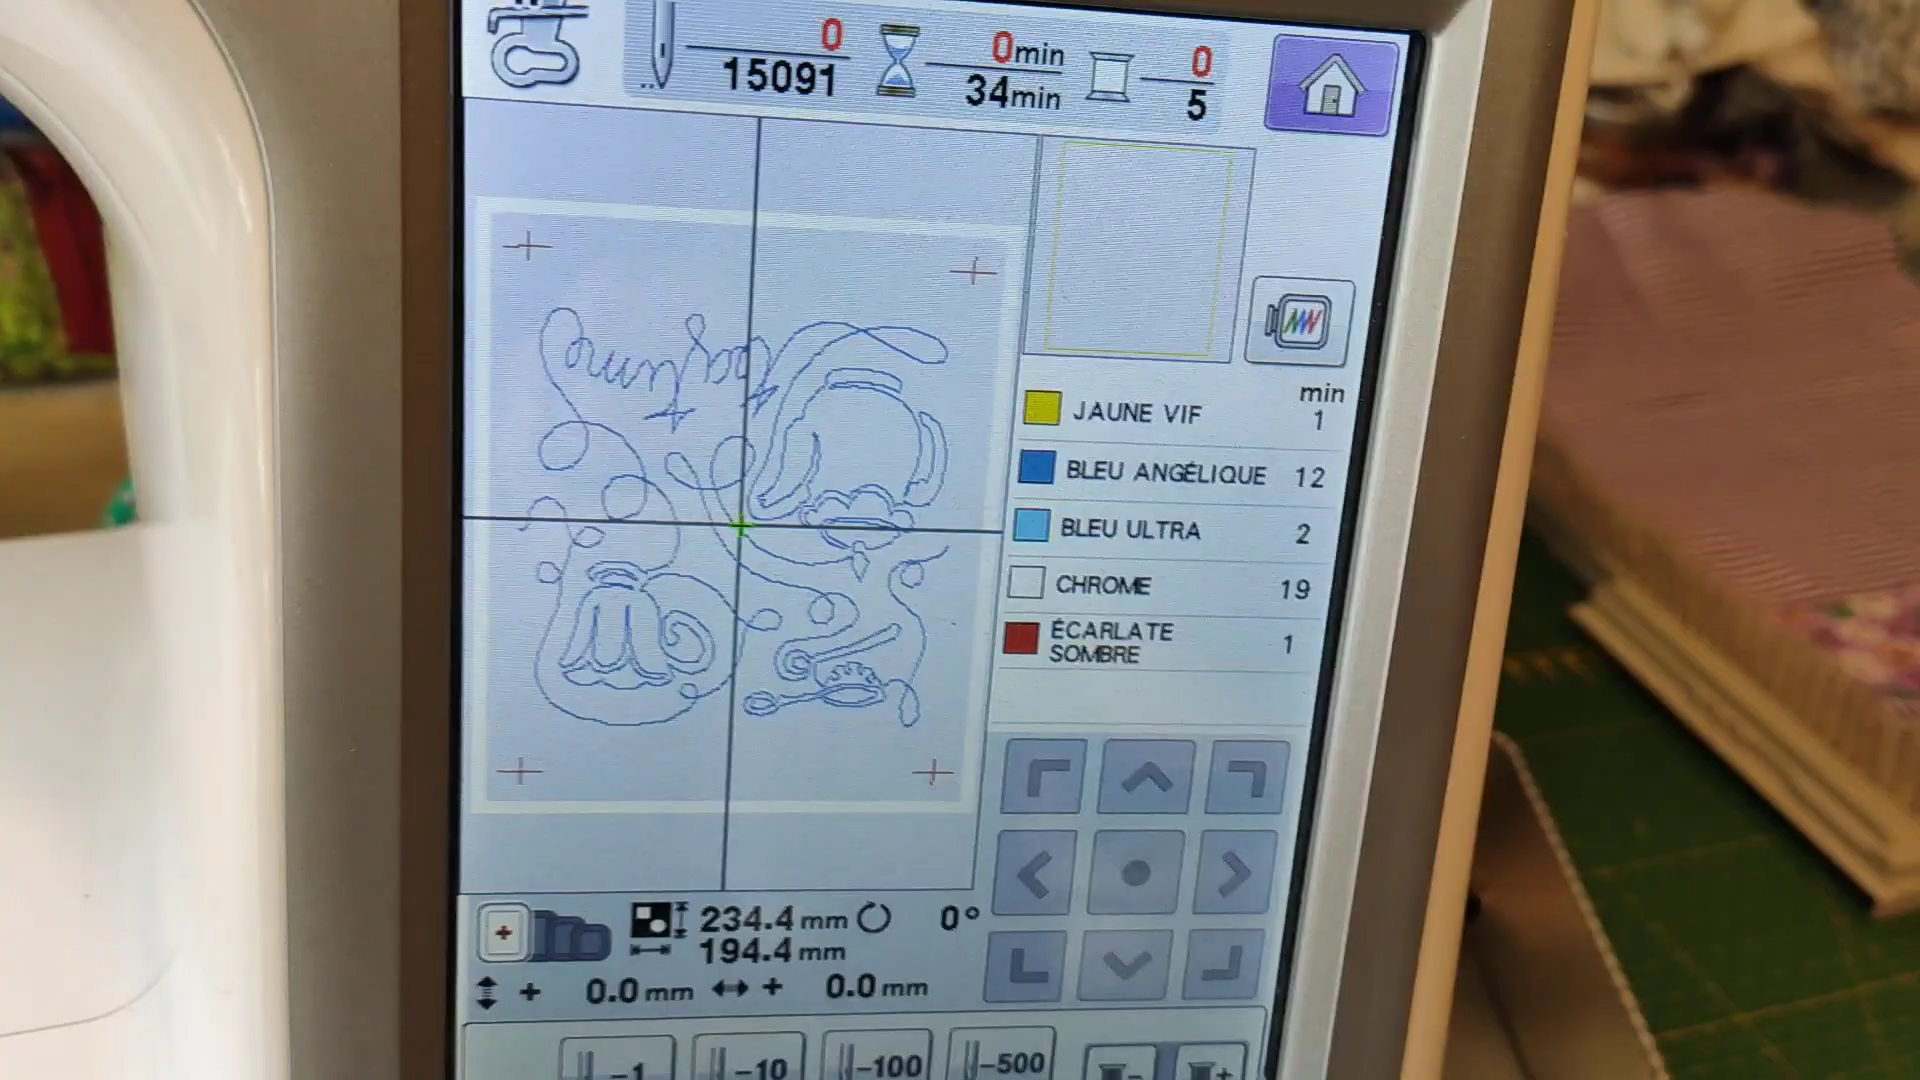 0
15091
0min
34min
0
5
min
JAUNE VIF 1
BLEU ANGÉLIQUE 12
BLEU ULTRA 2
CHROME 19
ÉCARLATE SOMBRE 1
234.4 mm 0°
194.4 mm
+ 0.0 mm + 0.0 mm
-1 -10 -100 -500